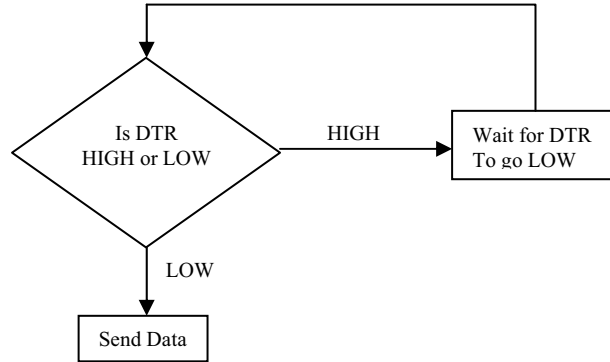 Is DTR
HIGH or LOW
HIGH
Wait for DTR
To go LOW
LOW
Send Data